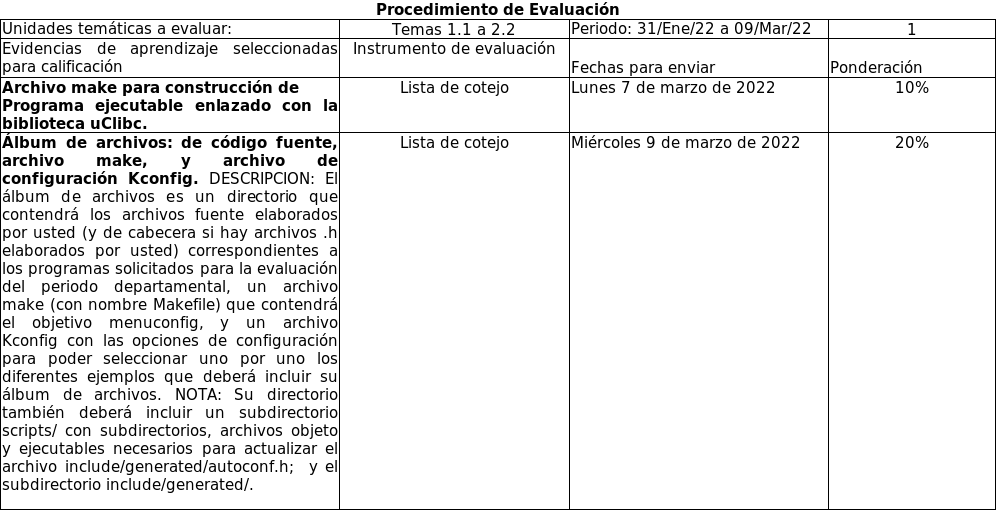 Procedimiento de Evaluación
Unidades temáticas a evaluar:
Temas 1.1 a 2.2
Periodo: 31/Ene/22 a 09/Mar/22
1
Evidencias de aprendizaje seleccionadas
para calificación
Instrumento de evaluación
Fechas para enviar
Ponderación
Archivo make para construcción de
Programa ejecutable enlazado con la
biblioteca uClibc.
Lista de cotejo
Lunes 7 de marzo de 2022
10%
Álbum de archivos: de código fuente,
archivo make, y archivo de
configuración Kconfig. DESCRIPCION: El
álbum de archivos es un directorio que
contendrá los archivos fuente elaborados
por usted (y de cabecera si hay archivos .h
elaborados por usted) correspondientes a
los programas solicitados para la evaluación
del periodo departamental, un archivo
make (con nombre Makefile) que contendrá
el objetivo menuconfig, y un archivo
Kconfig con las opciones de configuración
para poder seleccionar uno por uno los
diferentes ejemplos que deberá incluir su
álbum de archivos. NOTA: Su directorio
también deberá incluir un subdirectorio
scripts/ con subdirectorios, archivos objeto
y ejecutables necesarios para actualizar el
archivo include/generated/autoconf.h; y el
subdirectorio include/generated/.
Lista de cotejo
Miércoles 9 de marzo de 2022
20%